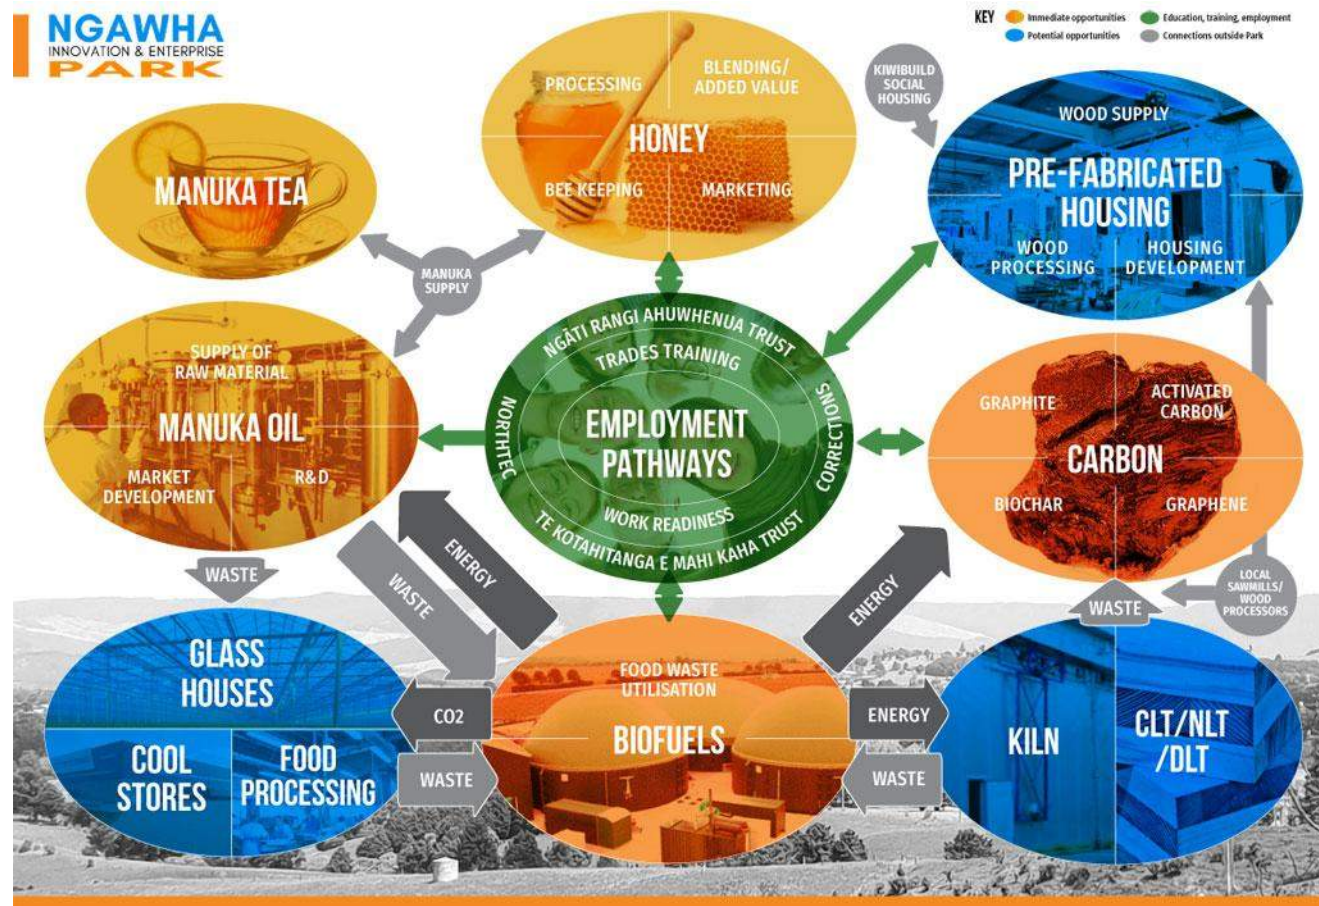 NGAWHA
INNOVATION & ENTERPRISE
PARK
KEY
Immediate opportunities
Education, training, employment
Potential opportunities
Connections outside Park
MANUKA TEA
PROCESSING
BLENDING/
ADDED VALUE
HONEY
BEE KEEPING
MARKETING
KIWIBUILD
SOCIAL
HOUSING
WOOD SUPPLY
PRE-FABRICATED
HOUSING
WOOD
PROCESSING
HOUSING
DEVELOPMENT
MANUKA
SUPPLY
SUPPLY OF
RAW MATERIAL
MANUKA OIL
MARKET
DEVELOPMENT
R&D
NGĀTI RANGI AHUWHENUA TRUST
TRADES TRAINING
NORTHTEC
EMPLOYMENT
PATHWAYS
CORRECTIONS
WORK READINESS
TE KOTAHITANGA E MAHI KAHA TRUST
GRAPHITE
ACTIVATED
CARBON
CARBON
BIOCHAR
GRAPHENE
WASTE
WASTE
ENERGY
ENERGY
WASTE
LOCAL
SAWMILLS/
WOOD
PROCESSORS
GLASS
HOUSES
COOL
STORES
FOOD
PROCESSING
CO2
WASTE
FOOD WASTE
UTILISATION
BIOFUELS
ENERGY
WASTE
KILN
CLT/NLT
/DLT